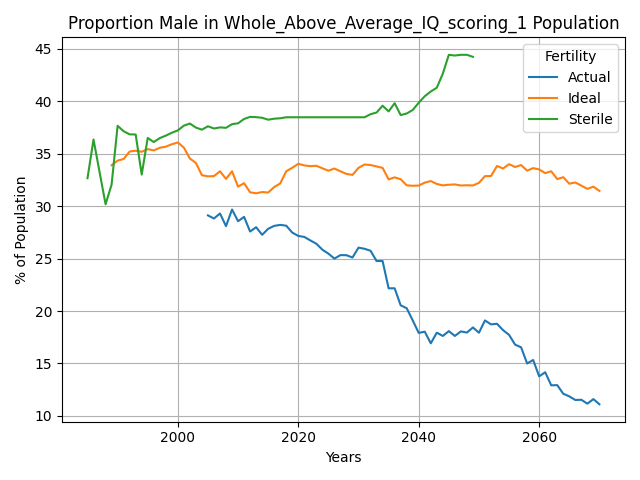 Proportion Male in Whole_Above_Average_IQ_scoring_1 Population
% of Population
45
40
35
30
25
20
15
10
Fertility
Actual
Ideal
Sterile
2000
2020
2040
2060
Years